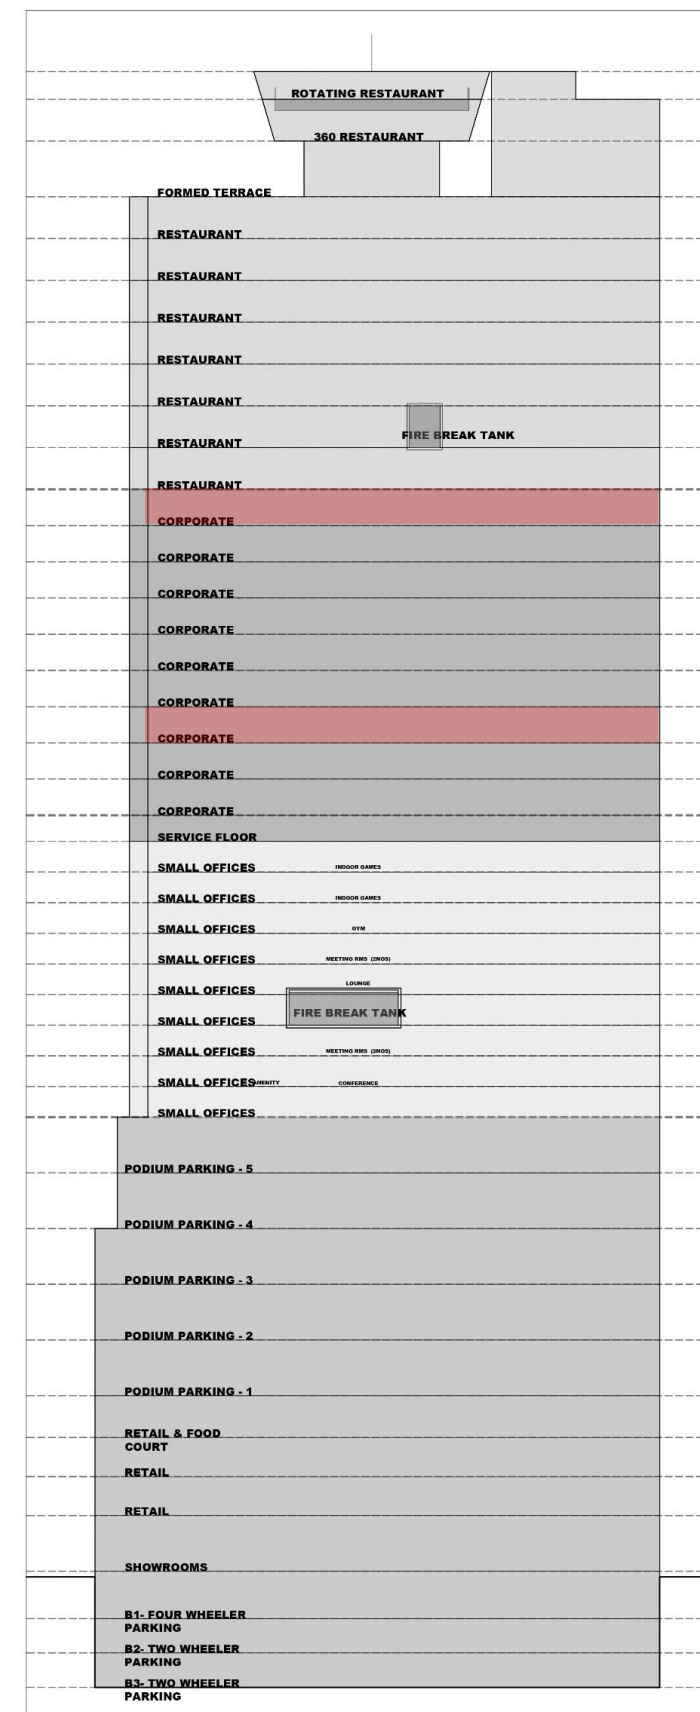 ROTATING RESTAURANT
360 RESTAURANT
FORMED TERRACE
RESTAURANT
RESTAURANT
RESTAURANT
RESTAURANT
RESTAURANT
FIRE BREAK TANK
RESTAURANT
RESTAURANT
CORPORATE
CORPORATE
CORPORATE
CORPORATE
CORPORATE
CORPORATE
CORPORATE
CORPORATE
CORPORATE
SERVICE FLOOR
SMALL OFFICES INDOOR GAMES
SMALL OFFICES INDOOR GAMES
SMALL OFFICES GYM
SMALL OFFICES MEETING RMS (2NOS)
LOUNGE
SMALL OFFICES
FIRE BREAK TANK
SMALL OFFICES
SMALL OFFICES MEETING RMS (2NOS)
SMALL OFFICES AMENITY CONFERENCE
SMALL OFFICES
PODIUM PARKING - 5
PODIUM PARKING - 4
PODIUM PARKING - 3
PODIUM PARKING - 2
PODIUM PARKING - 1
RETAIL & FOOD
COURT
RETAIL
RETAIL
SHOWROOMS
B1- FOUR WHEELER
PARKING
B2- TWO WHEELER
PARKING
B3- TWO WHEELER
PARKING